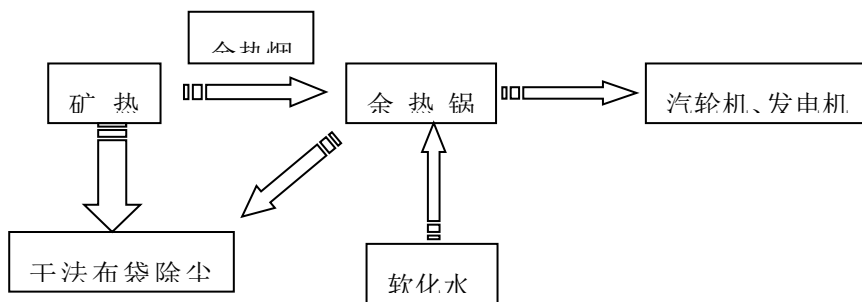 余热烟
矿 热
余 热 锅
汽轮机、发电机
干法布袋除尘
软化水